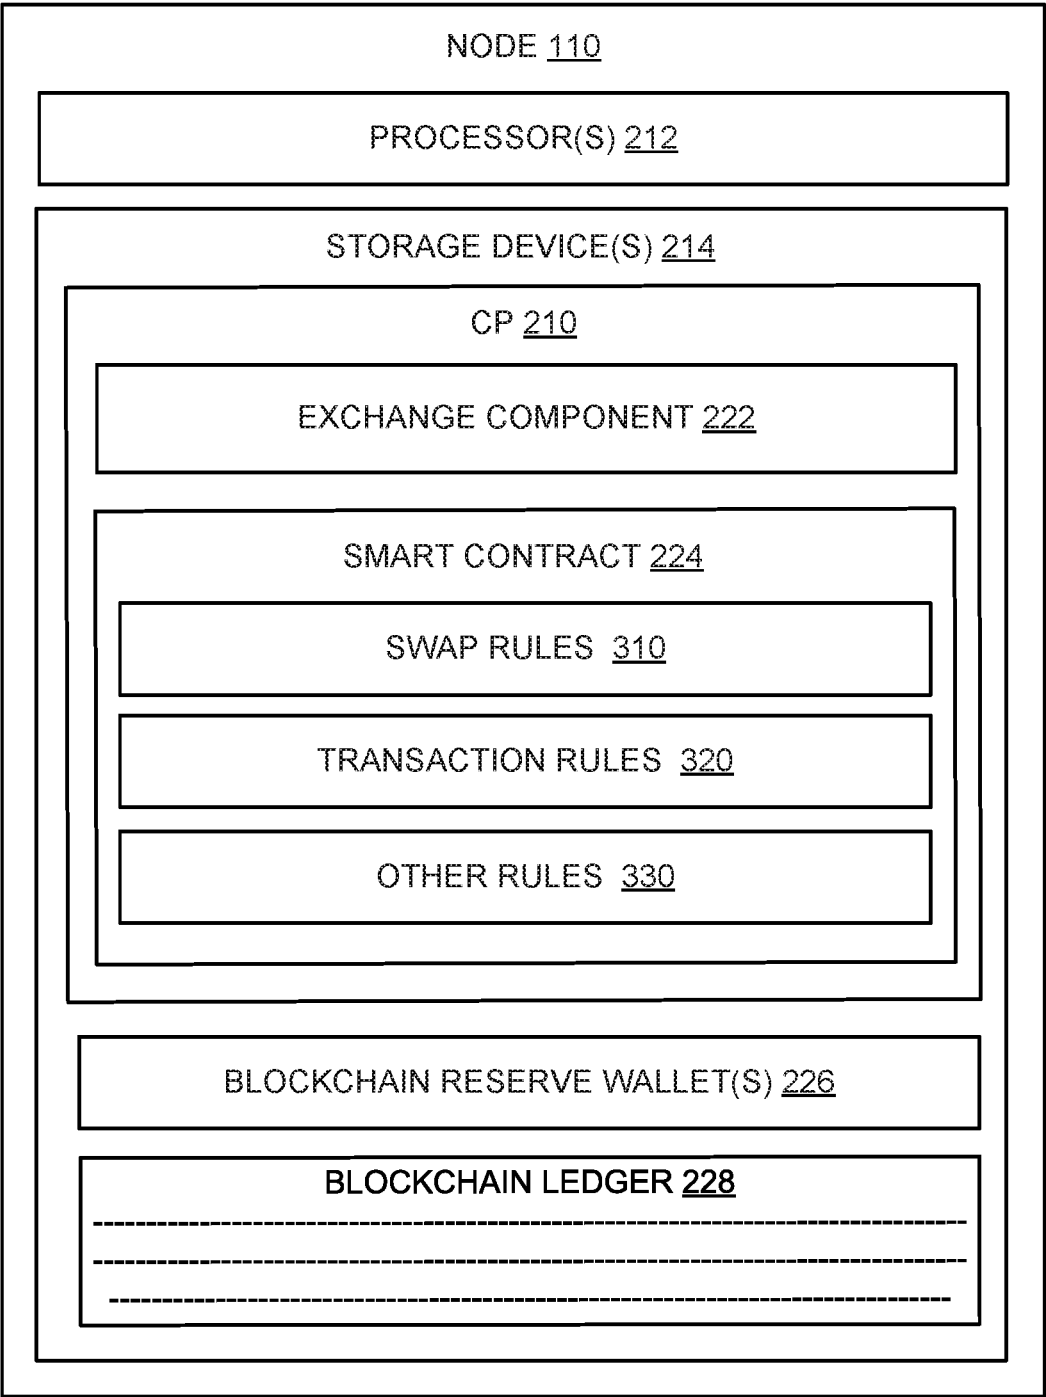 NODE 110
PROCESSOR(S) 212
STORAGE DEVICE(S) 214
CP 210
EXCHANGE COMPONENT 222
SMART CONTRACT 224
SWAP RULES 310
TRANSACTION RULES 320
OTHER RULES 330
BLOCKCHAIN RESERVE WALLET(S) 226
BLOCKCHAIN LEDGER 228